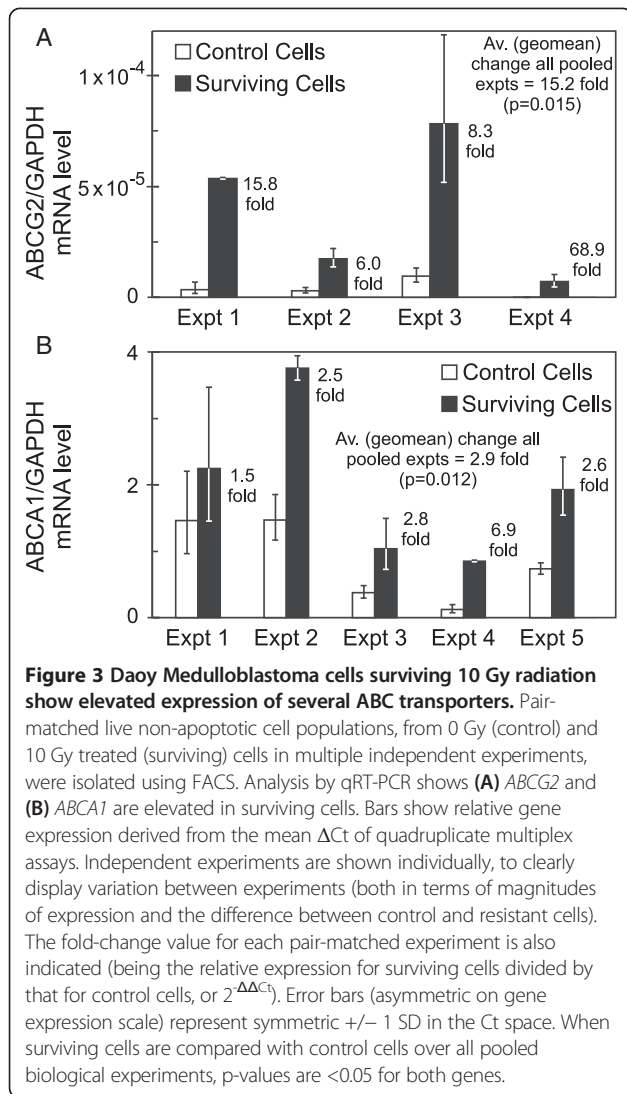 A
Control Cells
Surviving Cells
Av. (geomean)
change all pooled
expts = 15.2 fold
(p=0.015)
ABCG2/GAPDH
mRNA level
1 x 10⁻⁴
5 x 10⁻⁵
0
15.8
fold
6.0
fold
8.3
fold
68.9
fold
Expt 1 Expt 2 Expt 3 Expt 4
B
Control Cells
Surviving Cells
Av. (geomean) change all
pooled expts = 2.9 fold
(p=0.012)
ABCA1/GAPDH
mRNA level
4
2
0
1.5
fold
2.5
fold
2.8
fold
6.9
fold
2.6
fold
Expt 1 Expt 2 Expt 3 Expt 4 Expt 5
Figure 3 Daoy Medulloblastoma cells surviving 10 Gy radiation
show elevated expression of several ABC transporters. Pair-
matched live non-apoptotic cell populations, from 0 Gy (control) and
10 Gy treated (surviving) cells in multiple independent experiments,
were isolated using FACS. Analysis by qRT-PCR shows (A) ABCG2 and
(B) ABCA1 are elevated in surviving cells. Bars show relative gene
expression derived from the mean ΔCt of quadruplicate multiplex
assays. Independent experiments are shown individually, to clearly
display variation between experiments (both in terms of magnitudes
of expression and the difference between control and resistant cells).
The fold-change value for each pair-matched experiment is also
indicated (being the relative expression for surviving cells divided by
that for control cells, or 2^-ΔΔCt). Error bars (asymmetric on gene
expression scale) represent symmetric +/− 1 SD in the Ct space. When
surviving cells are compared with control cells over all pooled
biological experiments, p-values are <0.05 for both genes.